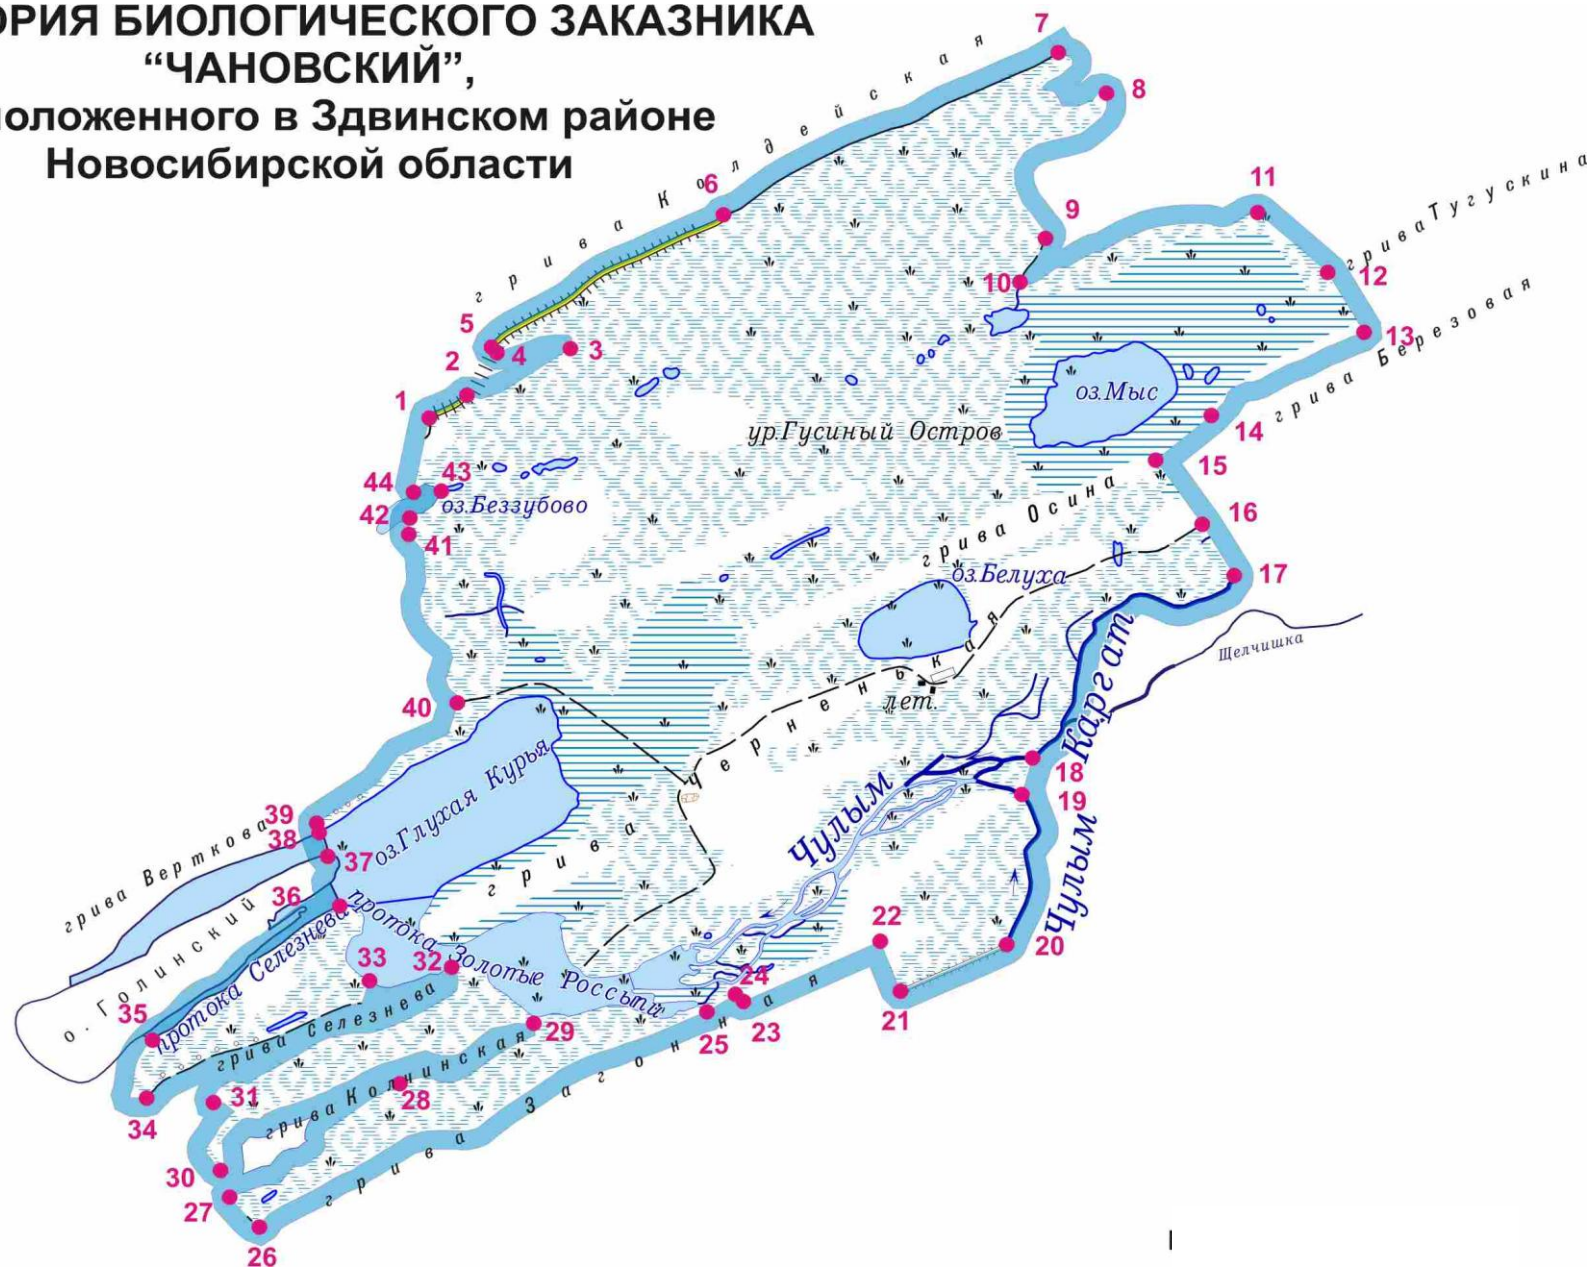 ОРИЯ БИОЛОГИЧЕСКОГО ЗАКАЗНИКА
“ЧАНОВСКИЙ”,
положенного в Здвинском районе
Новосибирской области
7
8
грива Колдейская
6
9
10
11
грива Тугускина
12
13
грива Березовая
5
2
4
3
1
оз.Мыс
14
ур.Гусиный Остров
15
44
43
оз.Беззубово
42
41
грива Осина
16
оз.Белуха
17
Щелчишка
Каргат
40
лет.
грива Черненькая
18
19
Чулым
Чулым
39
38
37
оз.Глухая Курья
грива Верткова
36
протока Золотые Россыпи
о. Голинский
протока Селезнева
22
20
21
33
32
24
23
25
35
грива Селезнева
29
грива Колчинская
28
грива Загонная
34
31
30
27
26